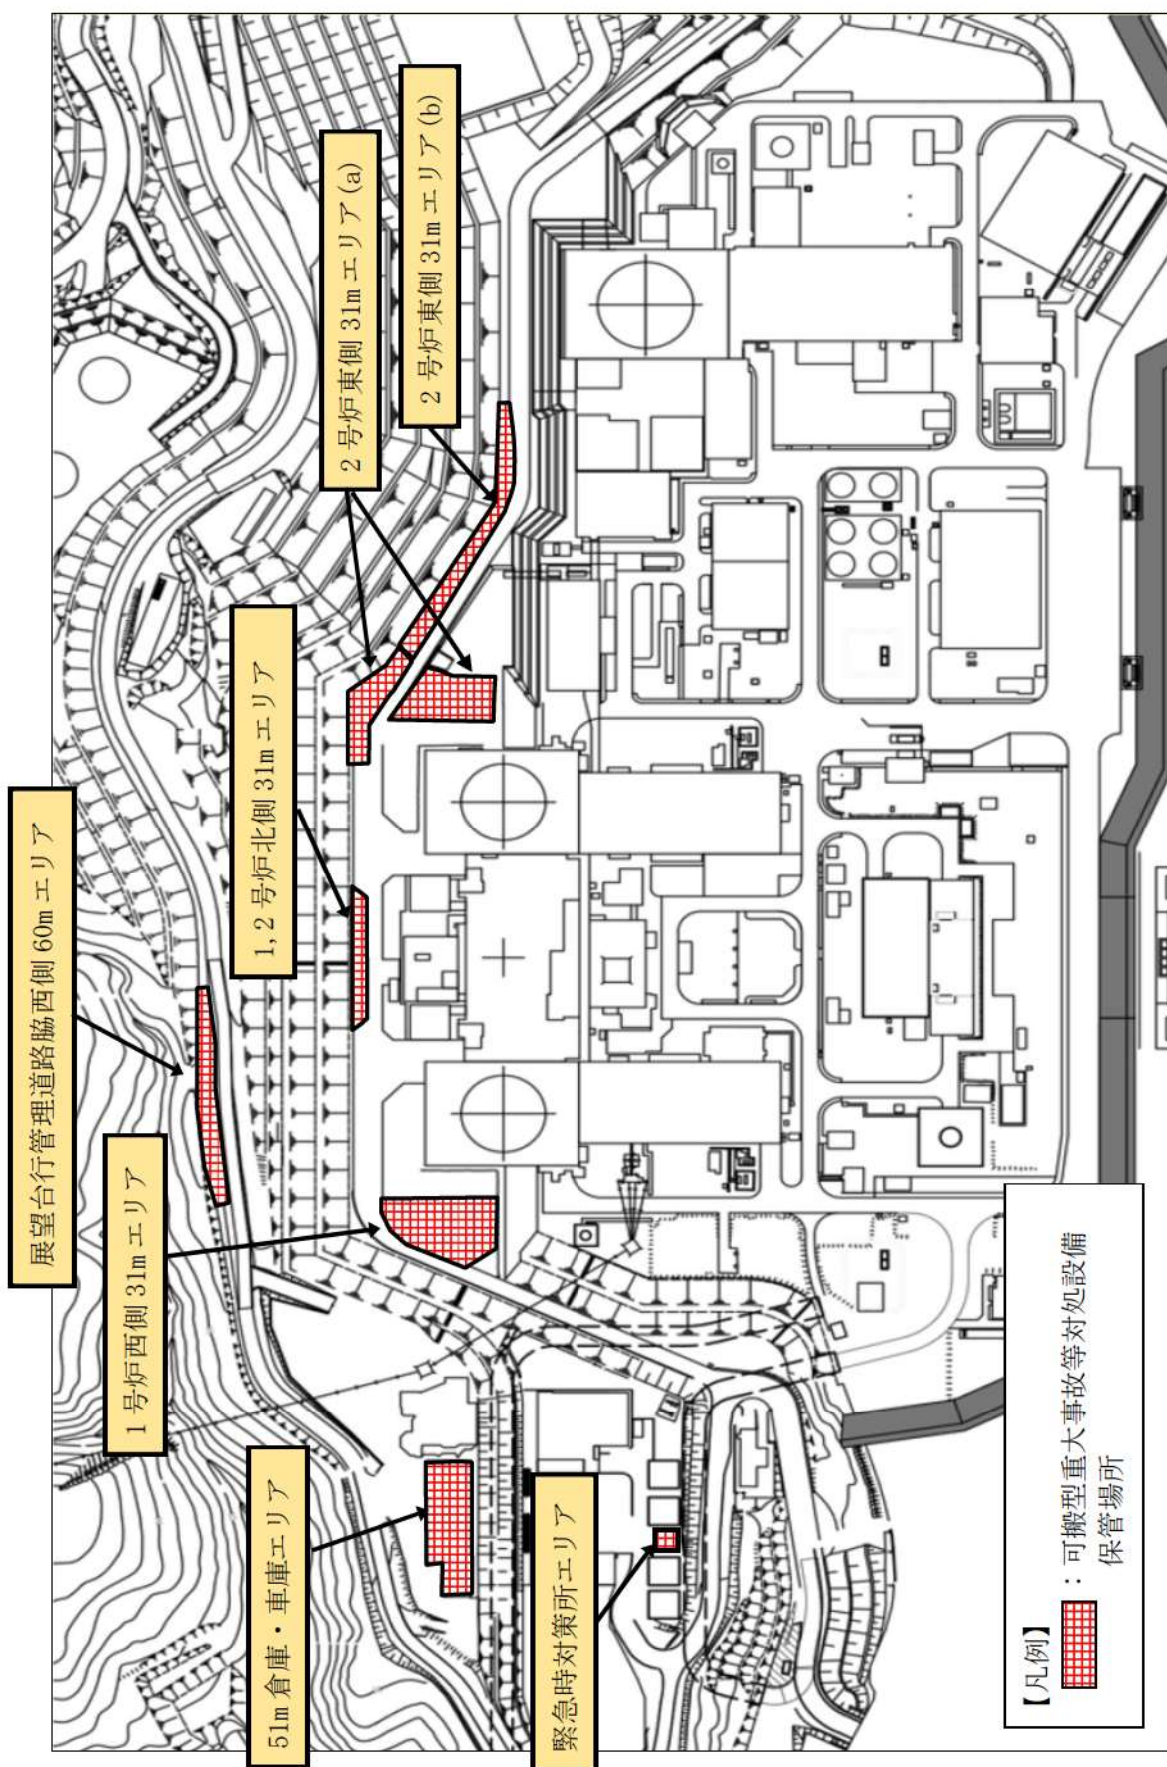 展望台行管理道路脇西側 60m エリア
1 号炉西側 31m エリア
51m 倉庫・車庫エリア
緊急時対策所エリア
1, 2 号炉北側 31m エリア
2 号炉東側 31m エリア(a)
2 号炉東側 31m エリア(b)
【凡例】
：可搬型重大事故等対処設備
保管場所